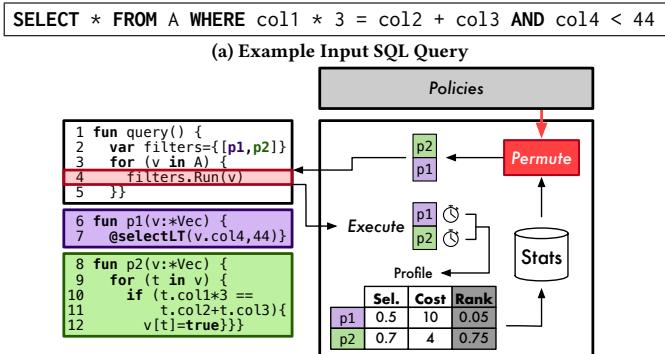 SELECT * FROM A WHERE col1 * 3 = col2 + col3 AND col4 < 44
(a) Example Input SQL Query
Policies
1 fun query() {
2 var filters={[p1,p2]}
3 for (v in A) {
4 filters.Run(v)
5 }}
6 fun p1(v:*Vec) {
7 @selectLT(v.col4,44)}
8 fun p2(v:*Vec) {
9 for (t in v) {
10 if (t.col1*3 ==
11 t.col2+t.col3){
12 v[t]=true}}}
p2
p1
Permute
Execute
p1
p2
Profile
Stats
Sel. Cost Rank
p1 0.5 10 0.05
p2 0.7 4 0.75